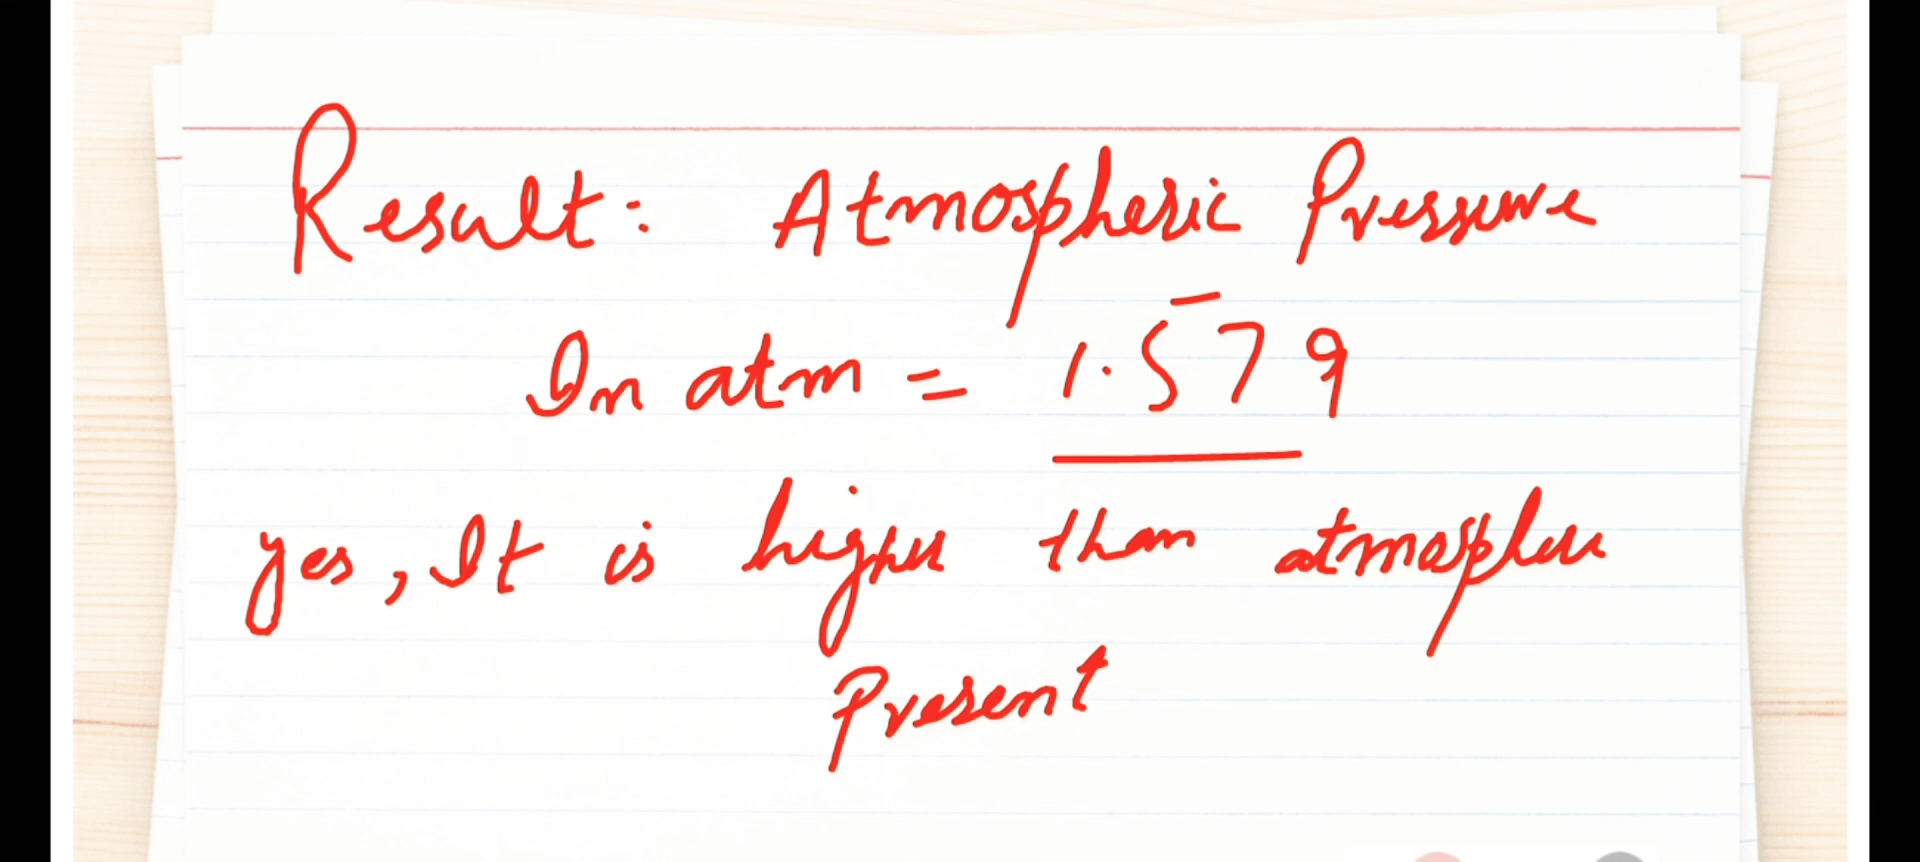 Result: Atmospheric Pressure
In atm = 1.579
yes, It is higher than atmosphere
Present